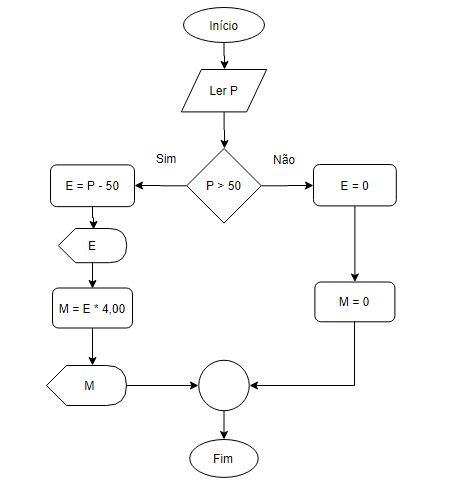 Início
Ler P
Sim
Não
P > 50
E = P - 50
E = 0
E
M = E * 4,00
M = 0
M
Fim